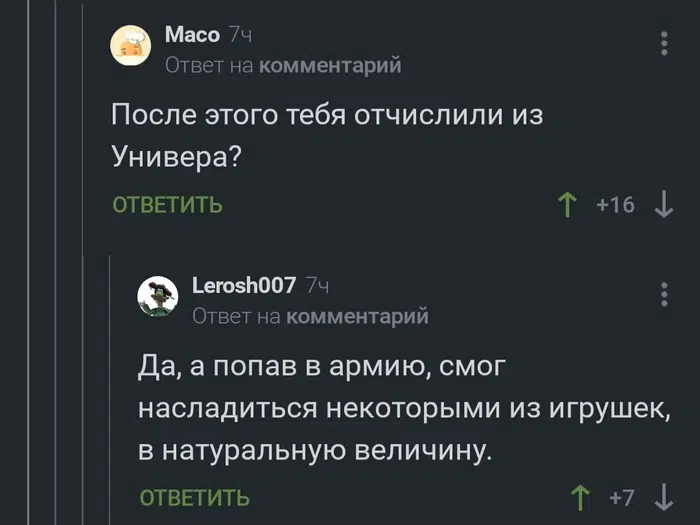 Maco 7ч
Ответ на комментарий
После этого тебя отчислили из
Универа?
ОТВЕТИТЬ
+16
Lerosh007 7ч
Ответ на комментарий
Да, а попав в армию, смог
насладиться некоторыми из игрушек,
в натуральную величину.
ОТВЕТИТЬ
+7